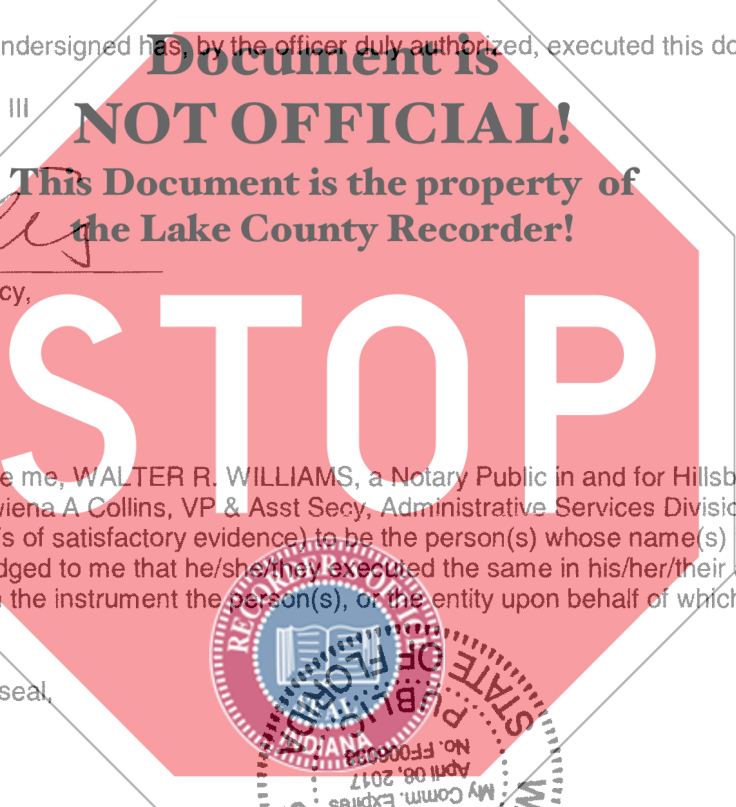 ndersigned has, by the officer duly authorized, executed this do
Document is
III
NOT OFFICIAL!
This Document is the property of
the Lake County Recorder!
cy,
STOP
e me, WALTER R. WILLIAMS, a Notary Public in and for Hillsb
viena A Collins, VP & Asst Secy, Administrative Services Divisio
s of satisfactory evidence) to be the person(s) whose name(s)
dged to me that he/she/they executed the same in his/her/their
the instrument the person(s), or the entity upon behalf of which
seal,
RECORDER'S OFFICE
SEAL
INDIANA
STATE OF FLORIDA
PUBLIC
No. FF006038
April 08, 2017
My Comm. Expires